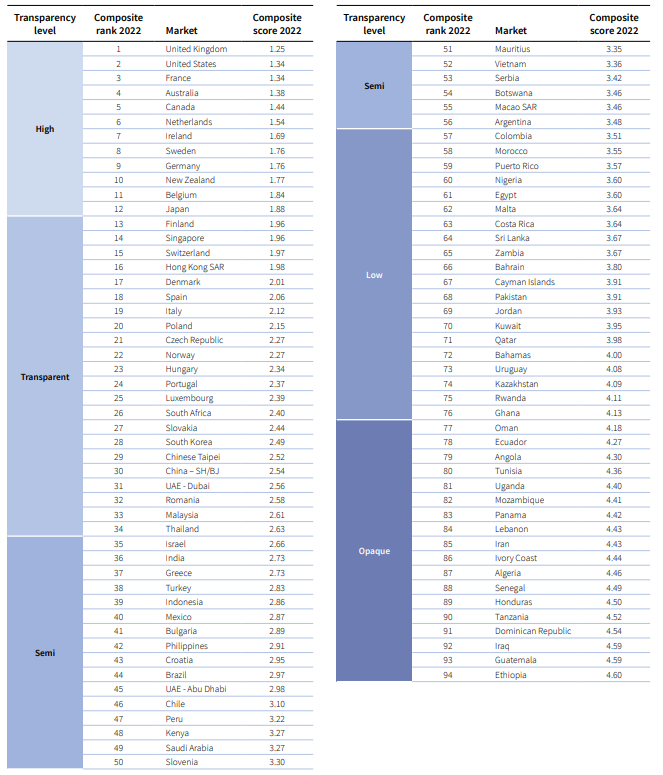 Transparency level Composite rank 2022 Market Composite score 2022
High
1 United Kingdom 1.25
2 United States 1.34
3 France 1.34
4 Australia 1.38
5 Canada 1.44
6 Netherlands 1.54
7 Ireland 1.69
8 Sweden 1.76
9 Germany 1.76
10 New Zealand 1.77
11 Belgium 1.84
12 Japan 1.88
Transparent
13 Finland 1.96
14 Singapore 1.96
15 Switzerland 1.97
16 Hong Kong SAR 1.98
17 Denmark 2.01
18 Spain 2.06
19 Italy 2.12
20 Poland 2.15
21 Czech Republic 2.27
22 Norway 2.27
23 Hungary 2.34
24 Portugal 2.37
25 Luxembourg 2.39
26 South Africa 2.40
27 Slovakia 2.44
28 South Korea 2.49
29 Chinese Taipei 2.52
30 China – SH/BJ 2.54
31 UAE - Dubai 2.56
32 Romania 2.58
33 Malaysia 2.61
34 Thailand 2.63
Semi
35 Israel 2.66
36 India 2.73
37 Greece 2.73
38 Turkey 2.83
39 Indonesia 2.86
40 Mexico 2.87
41 Bulgaria 2.89
42 Philippines 2.91
43 Croatia 2.95
44 Brazil 2.97
45 UAE - Abu Dhabi 2.98
46 Chile 3.10
47 Peru 3.22
48 Kenya 3.27
49 Saudi Arabia 3.27
50 Slovenia 3.30
Transparency level Composite rank 2022 Market Composite score 2022
Semi
51 Mauritius 3.35
52 Vietnam 3.36
53 Serbia 3.42
54 Botswana 3.46
55 Macao SAR 3.46
56 Argentina 3.48
Low
57 Colombia 3.51
58 Morocco 3.55
59 Puerto Rico 3.57
60 Nigeria 3.60
61 Egypt 3.60
62 Malta 3.64
63 Costa Rica 3.64
64 Sri Lanka 3.67
65 Zambia 3.67
66 Bahrain 3.80
67 Cayman Islands 3.91
68 Pakistan 3.91
69 Jordan 3.93
70 Kuwait 3.95
71 Qatar 3.98
72 Bahamas 4.00
73 Uruguay 4.08
74 Kazakhstan 4.09
75 Rwanda 4.11
76 Ghana 4.13
Opaque
77 Oman 4.18
78 Ecuador 4.27
79 Angola 4.30
80 Tunisia 4.36
81 Uganda 4.40
82 Mozambique 4.41
83 Panama 4.42
84 Lebanon 4.43
85 Iran 4.43
86 Ivory Coast 4.44
87 Algeria 4.46
88 Senegal 4.49
89 Honduras 4.50
90 Tanzania 4.52
91 Dominican Republic 4.54
92 Iraq 4.59
93 Guatemala 4.59
94 Ethiopia 4.60